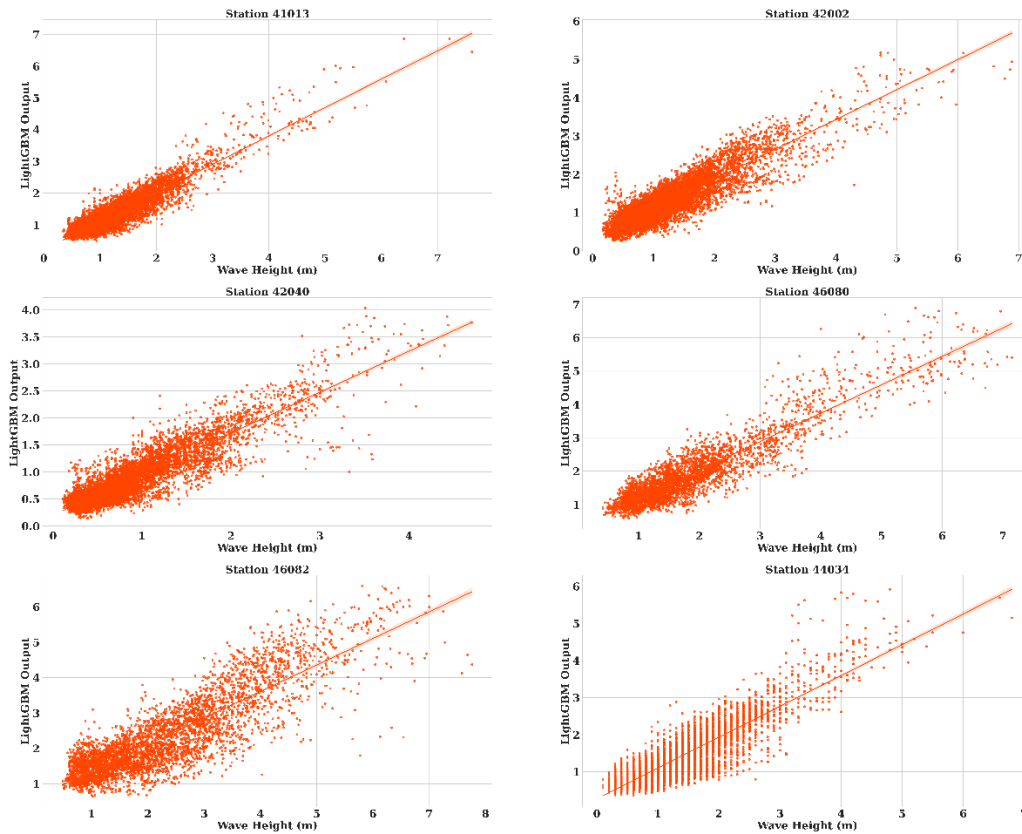 Station 41013
7
6
5
4
3
2
1
LightGBM Output
0 1 2 3 4 5 6 7
Wave Height (m)
Station 42002
6
5
4
3
2
1
0
LightGBM Output
0 1 2 3 4 5 6 7
Wave Height (m)
Station 42040
4.0
3.5
3.0
2.5
2.0
1.5
1.0
0.5
0.0
LightGBM Output
0 1 2 3 4
Wave Height (m)
Station 46080
7
6
5
4
3
2
1
LightGBM Output
1 2 3 4 5 6 7
Wave Height (m)
Station 46082
6
5
4
3
2
1
LightGBM Output
1 2 3 4 5 6 7 8
Wave Height (m)
Station 44034
6
5
4
3
2
1
LightGBM Output
0 1 2 3 4 5 6
Wave Height (m)